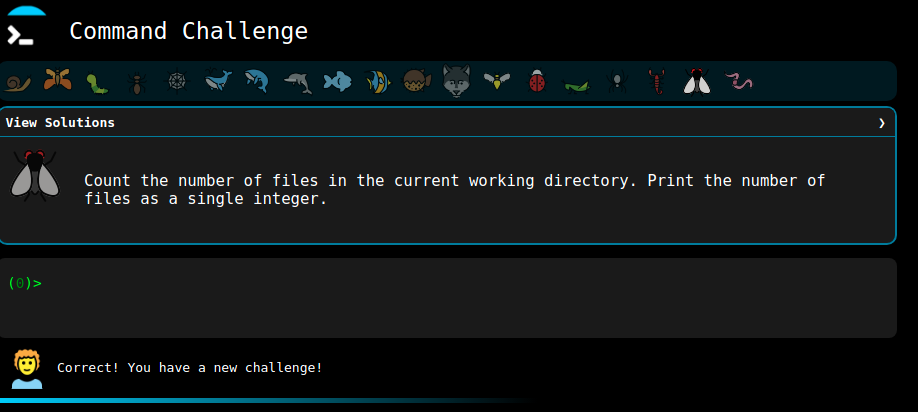 Command Challenge
View Solutions
Count the number of files in the current working directory. Print the number of
files as a single integer.
(0)>
Correct! You have a new challenge!